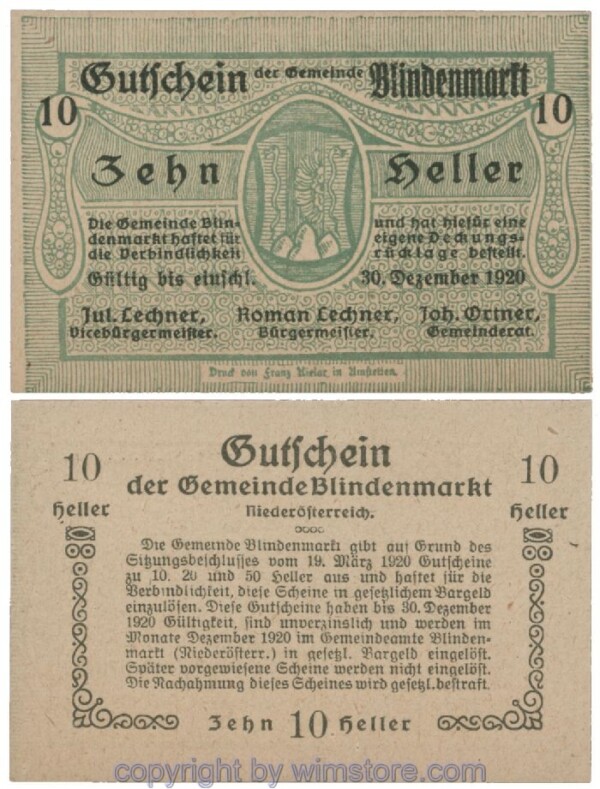 Gutschein der Gemeinde Blindenmarkt
10 10
Zehn Heller
Die Gemeinde Blin-
denmarkt haftet für
die Verbindlichkeit
und hat hiefür eine
eigene Deckungs-
rücklage bestellt.
Gültig bis einschl. 30. Dezember 1920
Jul. Lechner, Roman Lechner, Joh. Ortner,
Vicebürgermeister. Bürgermeister. Gemeinderat.
Druck von Franz in Amstetten.
Gutschein
der Gemeinde Blindenmarkt
Niederösterreich.
10 Heller
10 Heller
Die Gemeinde Blindenmarkt gibt auf Grund des
Sitzungsbeschlusses vom 19. März 1920 Gutscheine
zu 10. 20 und 50 Heller aus und haftet für die
Verbindlichkeit, diese Scheine in gesetzlichem Bargeld
einzulösen. Diese Gutscheine haben bis 30. Dezember
1920 Gültigkeit, sind unverzinslich und werden im
Monate Dezember 1920 im Gemeindeamte Blinden-
markt (Niederösterr.) in gesetzl. Bargeld eingelöst.
Später vorgewiesene Scheine werden nicht eingelöst.
Die Nachahmung dieses Scheines wird gesetzl. bestraft.
Zehn 10 Heller
copyright by wimstore.com